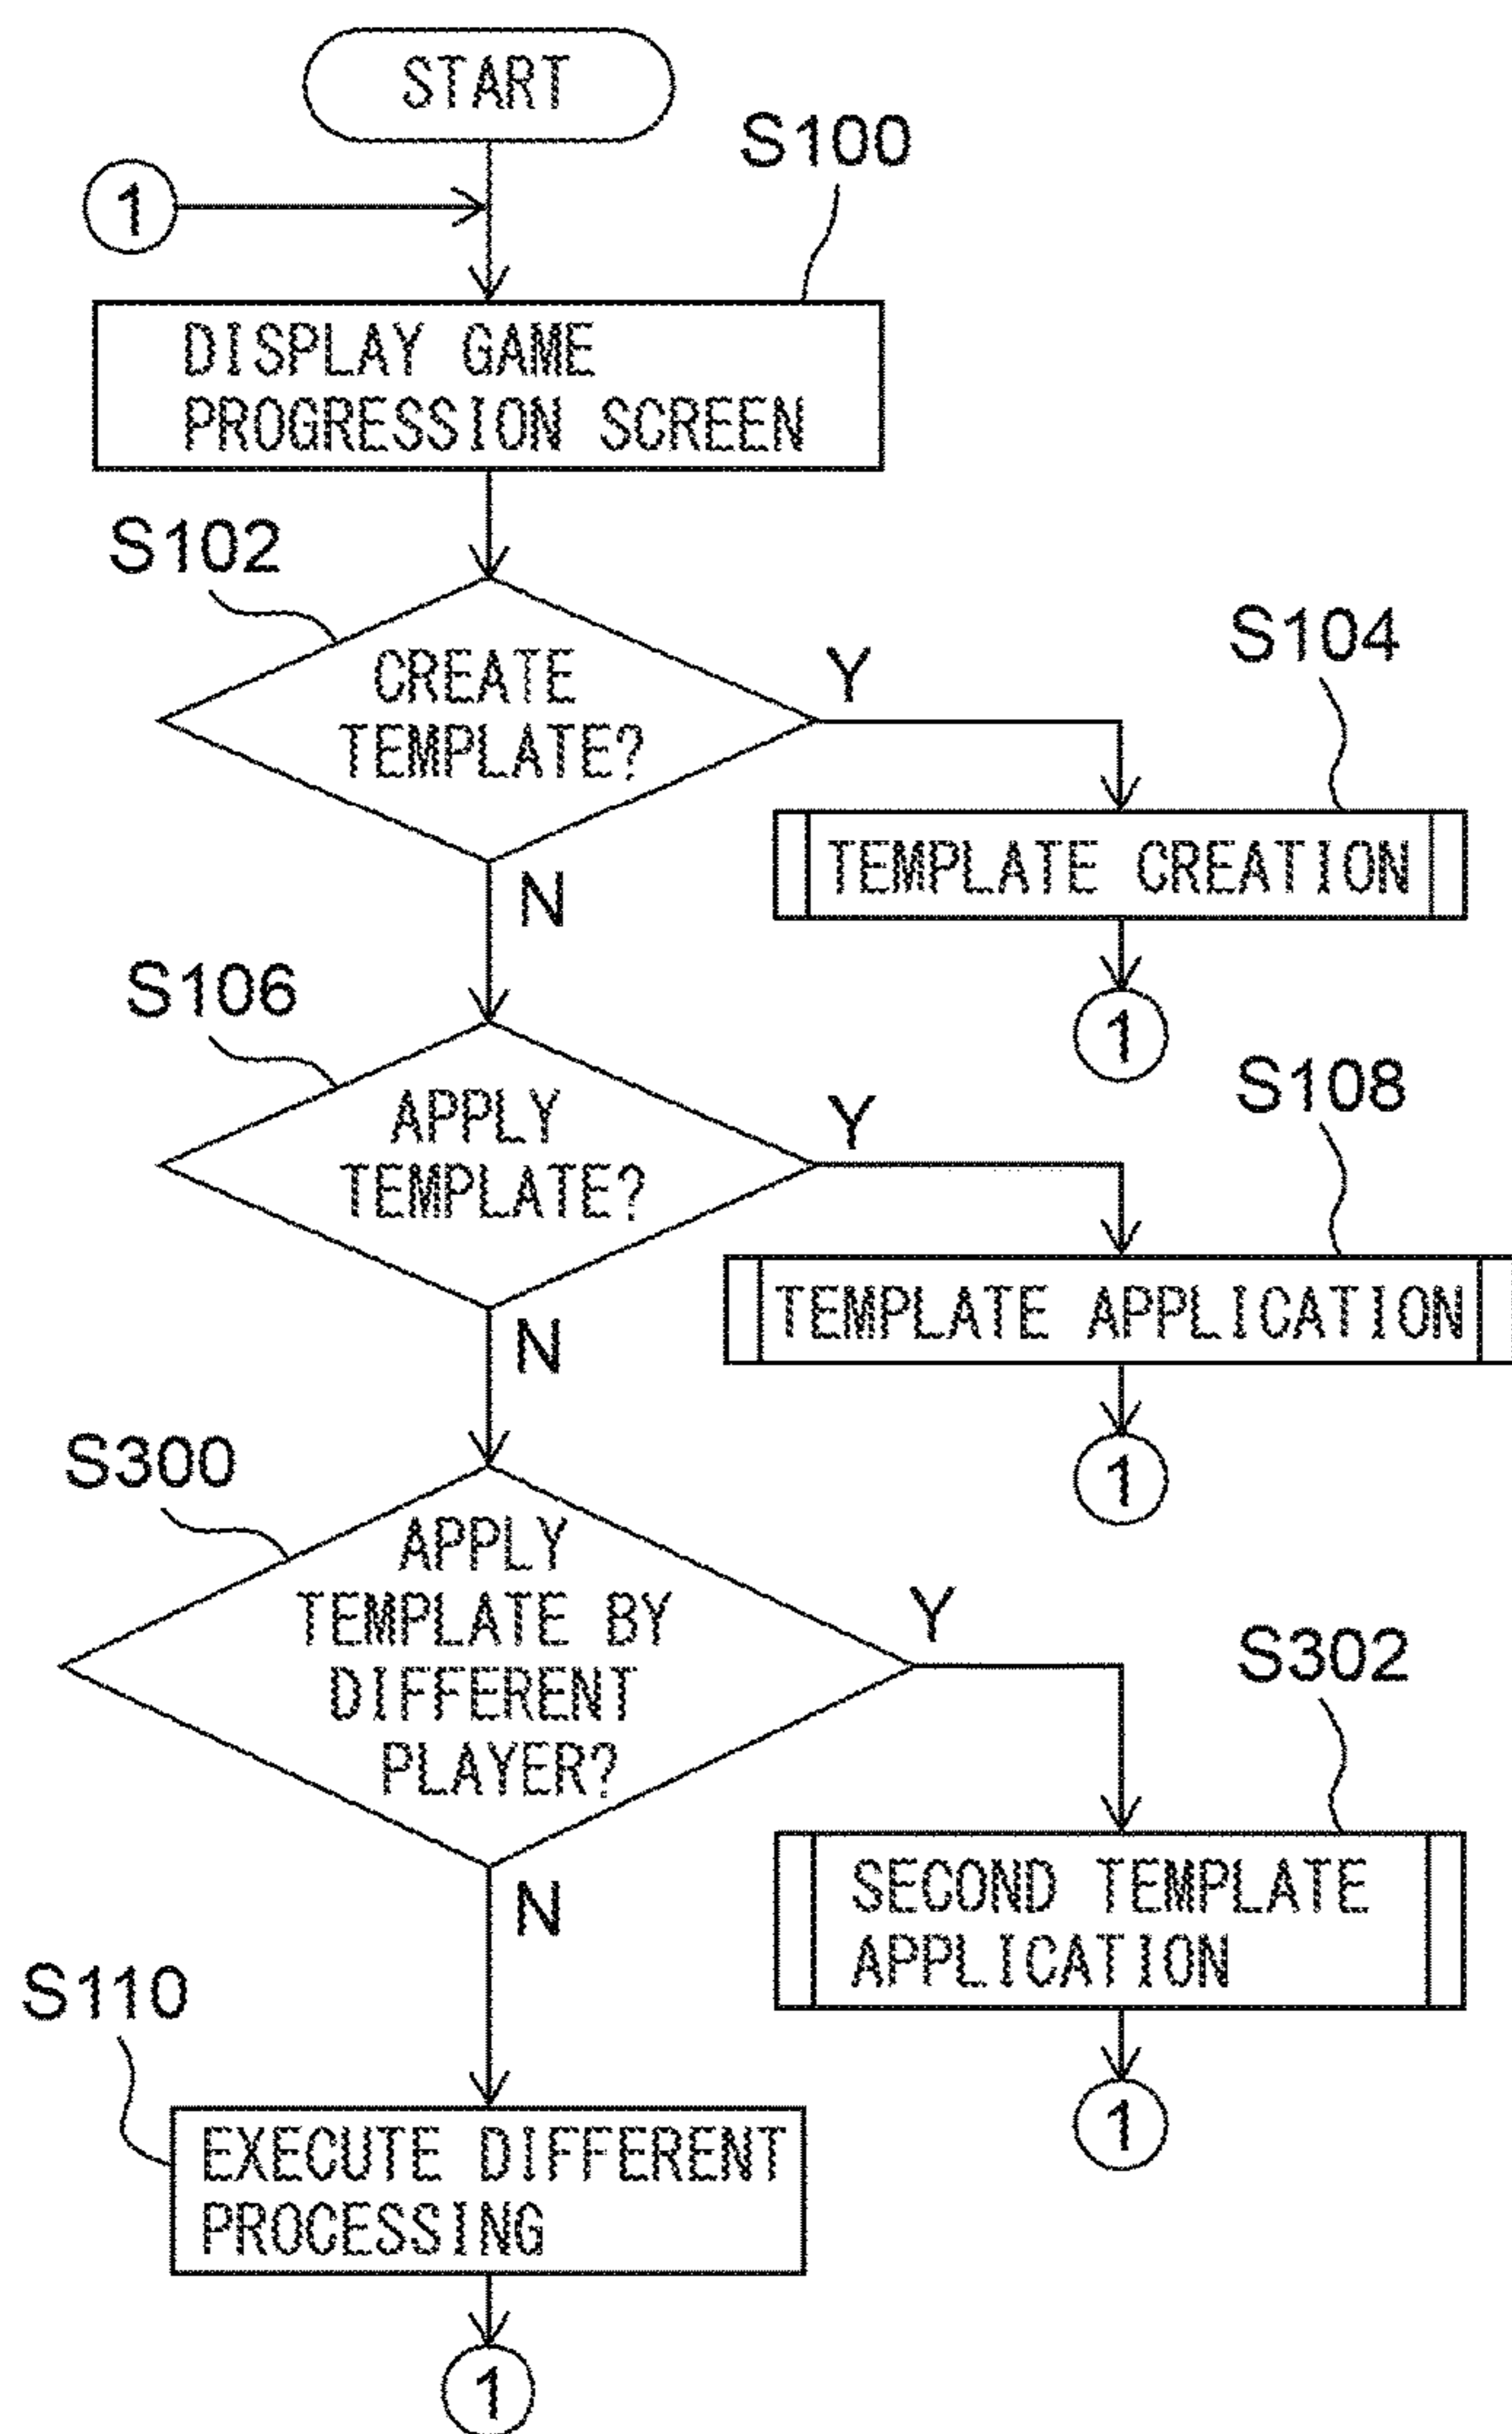 START
S100
1
DISPLAY GAME
PROGRESSION SCREEN
S102
CREATE
TEMPLATE?
Y
S104
TEMPLATE CREATION
N
1
S106
APPLY
TEMPLATE?
Y
S108
TEMPLATE APPLICATION
N
1
S300
APPLY
TEMPLATE BY
DIFFERENT
PLAYER?
Y
S302
SECOND TEMPLATE
APPLICATION
N
1
S110
EXECUTE DIFFERENT
PROCESSING
1